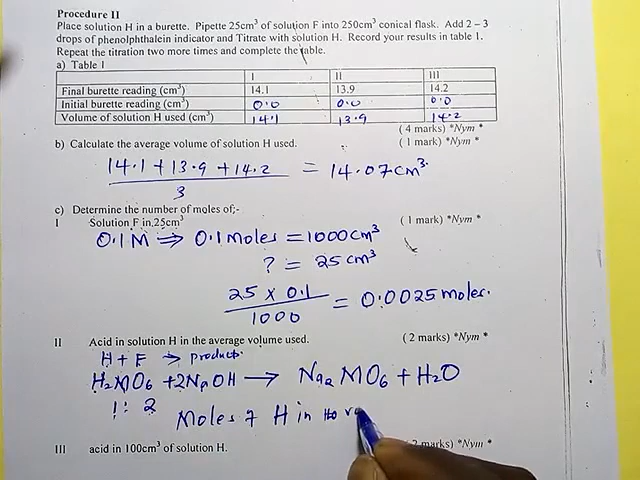 Procedure II
Place solution H in a burette. Pipette 25cm³ of solution F into 250cm³ conical flask. Add 2 – 3
drops of phenolphthalein indicator and Titrate with solution H. Record your results in table 1.
Repeat the titration two more times and complete the table.
a) Table 1
I II III
Final burette reading (cm³) 14.1 13.9 14.2
Initial burette reading (cm³) 0.0 0.0 0.0
Volume of solution H used (cm³) 14.1 13.9 14.2
( 4 marks) *Nym *
b) Calculate the average volume of solution H used. ( 1 mark) *Nym *
14.1 + 13.9 + 14.2 = 14.07cm³.
3
c) Determine the number of moles of;-
I Solution F in 25cm³ ( 1 mark) *Nym *
0.1M ⇒ 0.1 moles = 1000cm³
? = 25cm³
25 x 0.1 = 0.0025 moles.
1000
II Acid in solution H in the average volume used. ( 2 marks) *Nym *
H + F → product.
H₂MO₆ + 2NaOH → Na₂MO₆ + H₂O
1 : 2
Moles of H in the
III acid in 100cm³ of solution H. marks) *Nym *